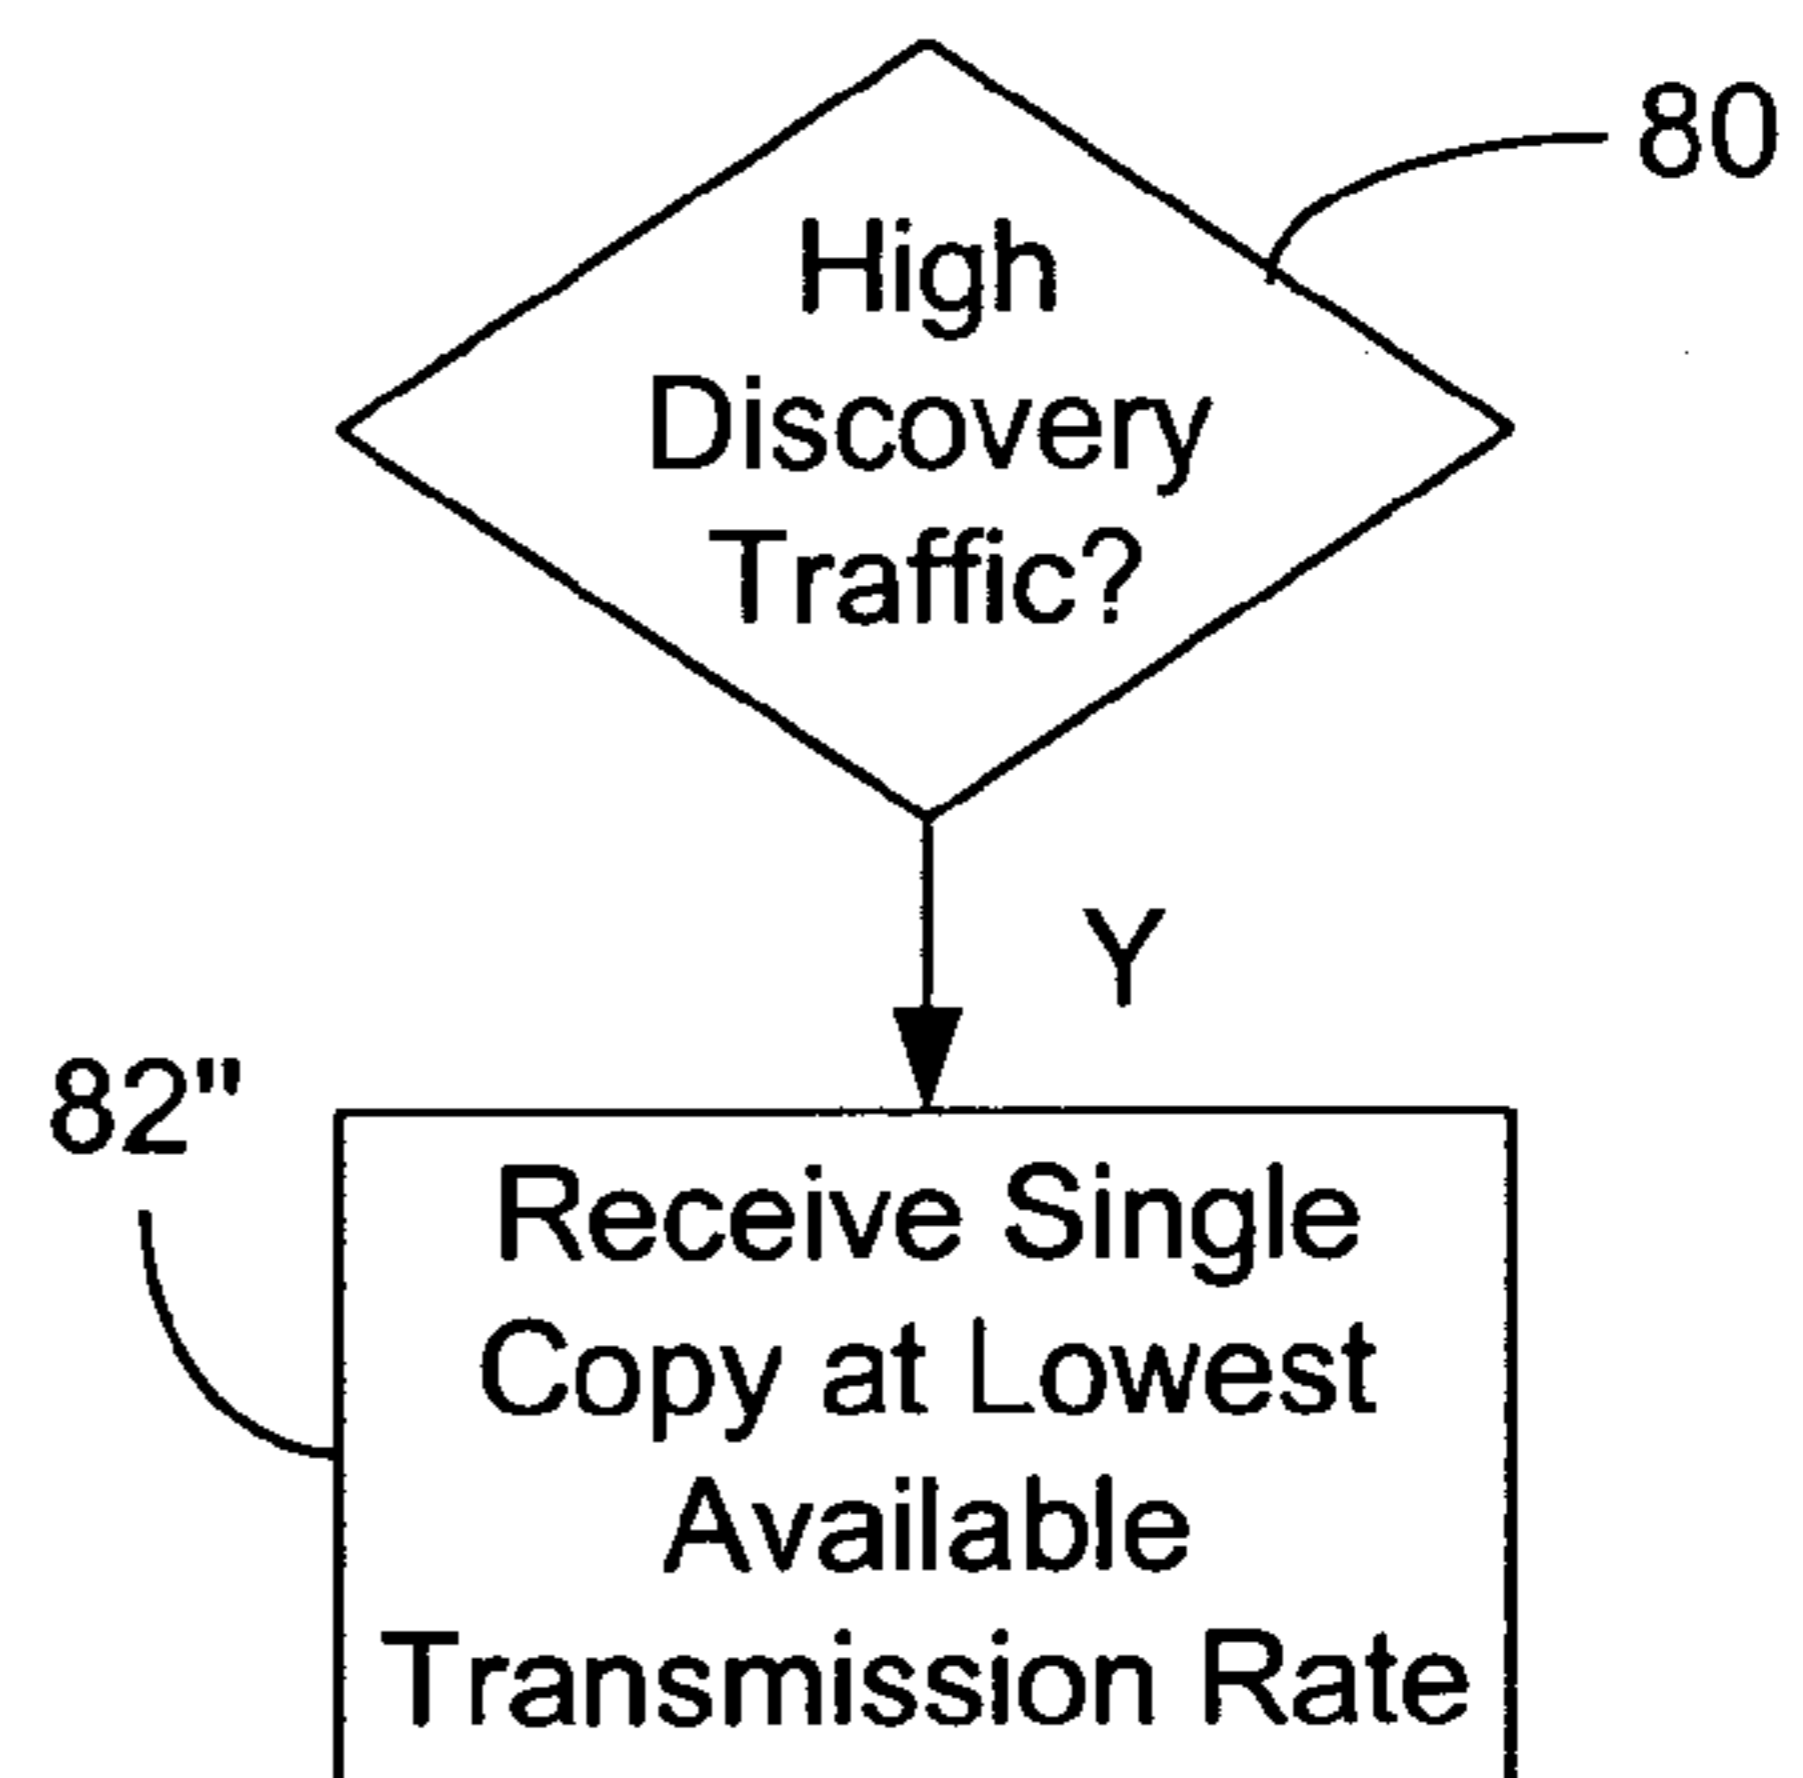 80
High
Discovery
Traffic?
Y
82"
Receive Single
Copy at Lowest
Available
Transmission Rate